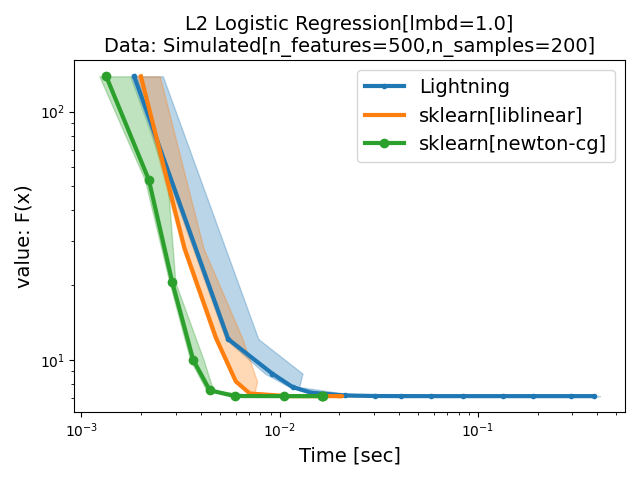 L2 Logistic Regression[lmbd=1.0]
Data: Simulated[n_features=500,n_samples=200]
Lightning
sklearn[liblinear]
sklearn[newton-cg]
value: F(x)
10²
10¹
10⁻³
10⁻²
10⁻¹
Time [sec]